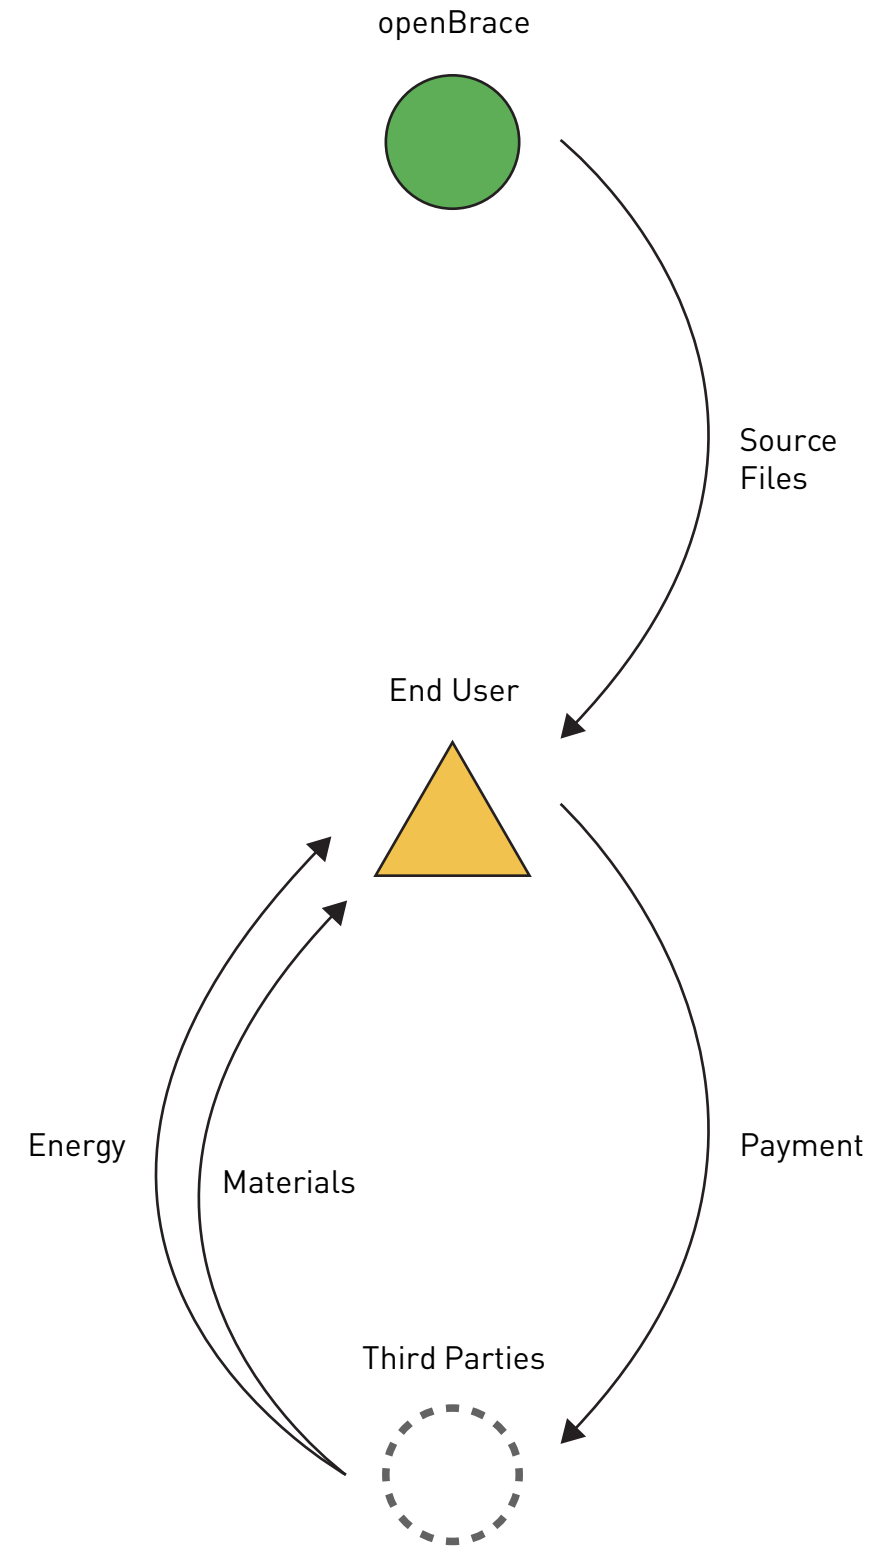 openBrace
Source
Files
End User
Energy
Materials
Payment
Third Parties